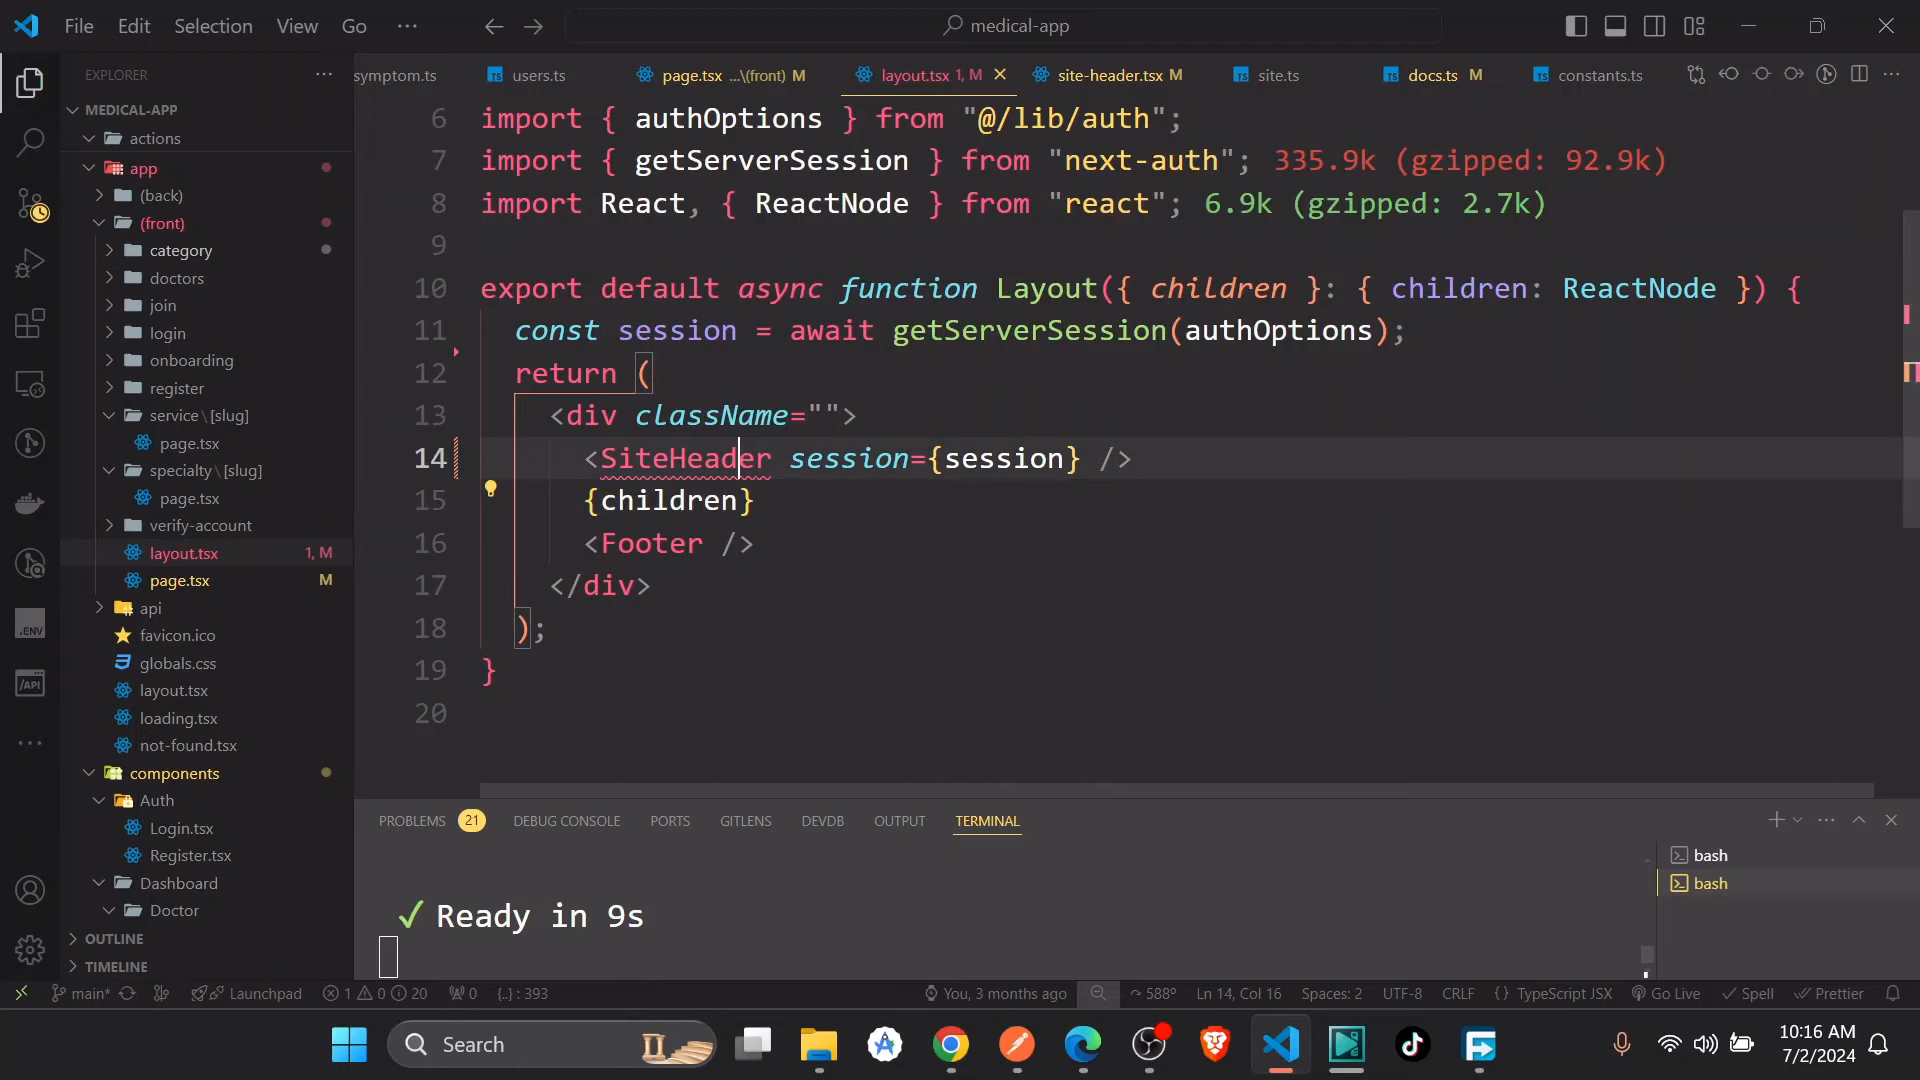 File Edit Selection View Go ···
medical-app
EXPLORER
symptom.ts
users.ts
page.tsx ...\(front) M
layout.tsx 1, M
site-header.tsx M
site.ts
docs.ts M
constants.ts
MEDICAL-APP
actions
app
(back)
(front)
category
doctors
join
login
onboarding
register
service\[slug]
page.tsx
specialty\[slug]
page.tsx
verify-account
layout.tsx 1, M
page.tsx M
api
favicon.ico
globals.css
layout.tsx
loading.tsx
not-found.tsx
components
Auth
Login.tsx
Register.tsx
Dashboard
Doctor
OUTLINE
TIMELINE
.ENV
/API
6 import { authOptions } from "@/lib/auth";
7 import { getServerSession } from "next-auth"; 335.9k (gzipped: 92.9k)
8 import React, { ReactNode } from "react"; 6.9k (gzipped: 2.7k)
9
10 export default async function Layout({ children }: { children: ReactNode }) {
11 const session = await getServerSession(authOptions);
12 return (
13 <div className="">
14 <SiteHeader session={session} />
15 {children}
16 <Footer />
17 </div>
18 );
19 }
20
PROBLEMS 21 DEBUG CONSOLE PORTS GITLENS DEVDB OUTPUT TERMINAL
✓ Ready in 9s
bash
bash
main* Launchpad 1 0 20 0 {..} : 393 You, 3 months ago 588º Ln 14, Col 16 Spaces: 2 UTF-8 CRLF {} TypeScript JSX Go Live Spell Prettier
Search
10:16 AM
7/2/2024